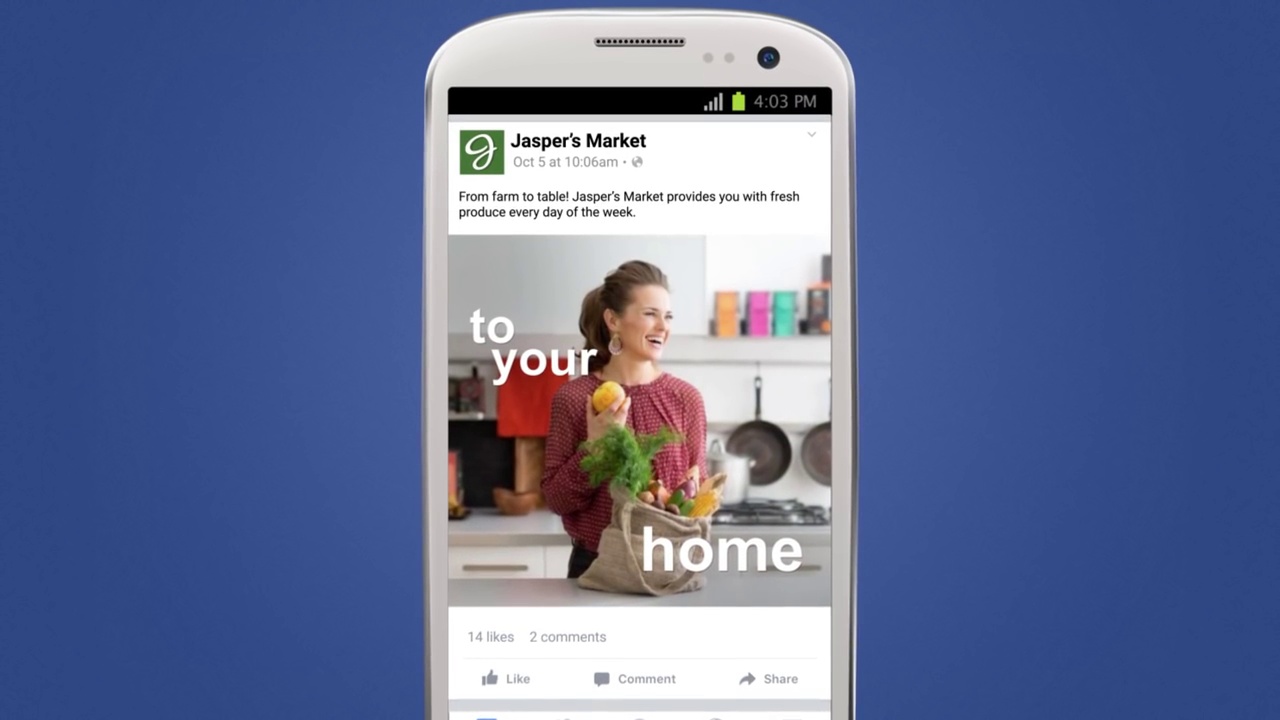 4:03 PM
Jasper's Market
Oct 5 at 10:06am •
From farm to table! Jasper's Market provides you with fresh
produce every day of the week.
to
your
home
14 likes 2 comments
Like Comment Share